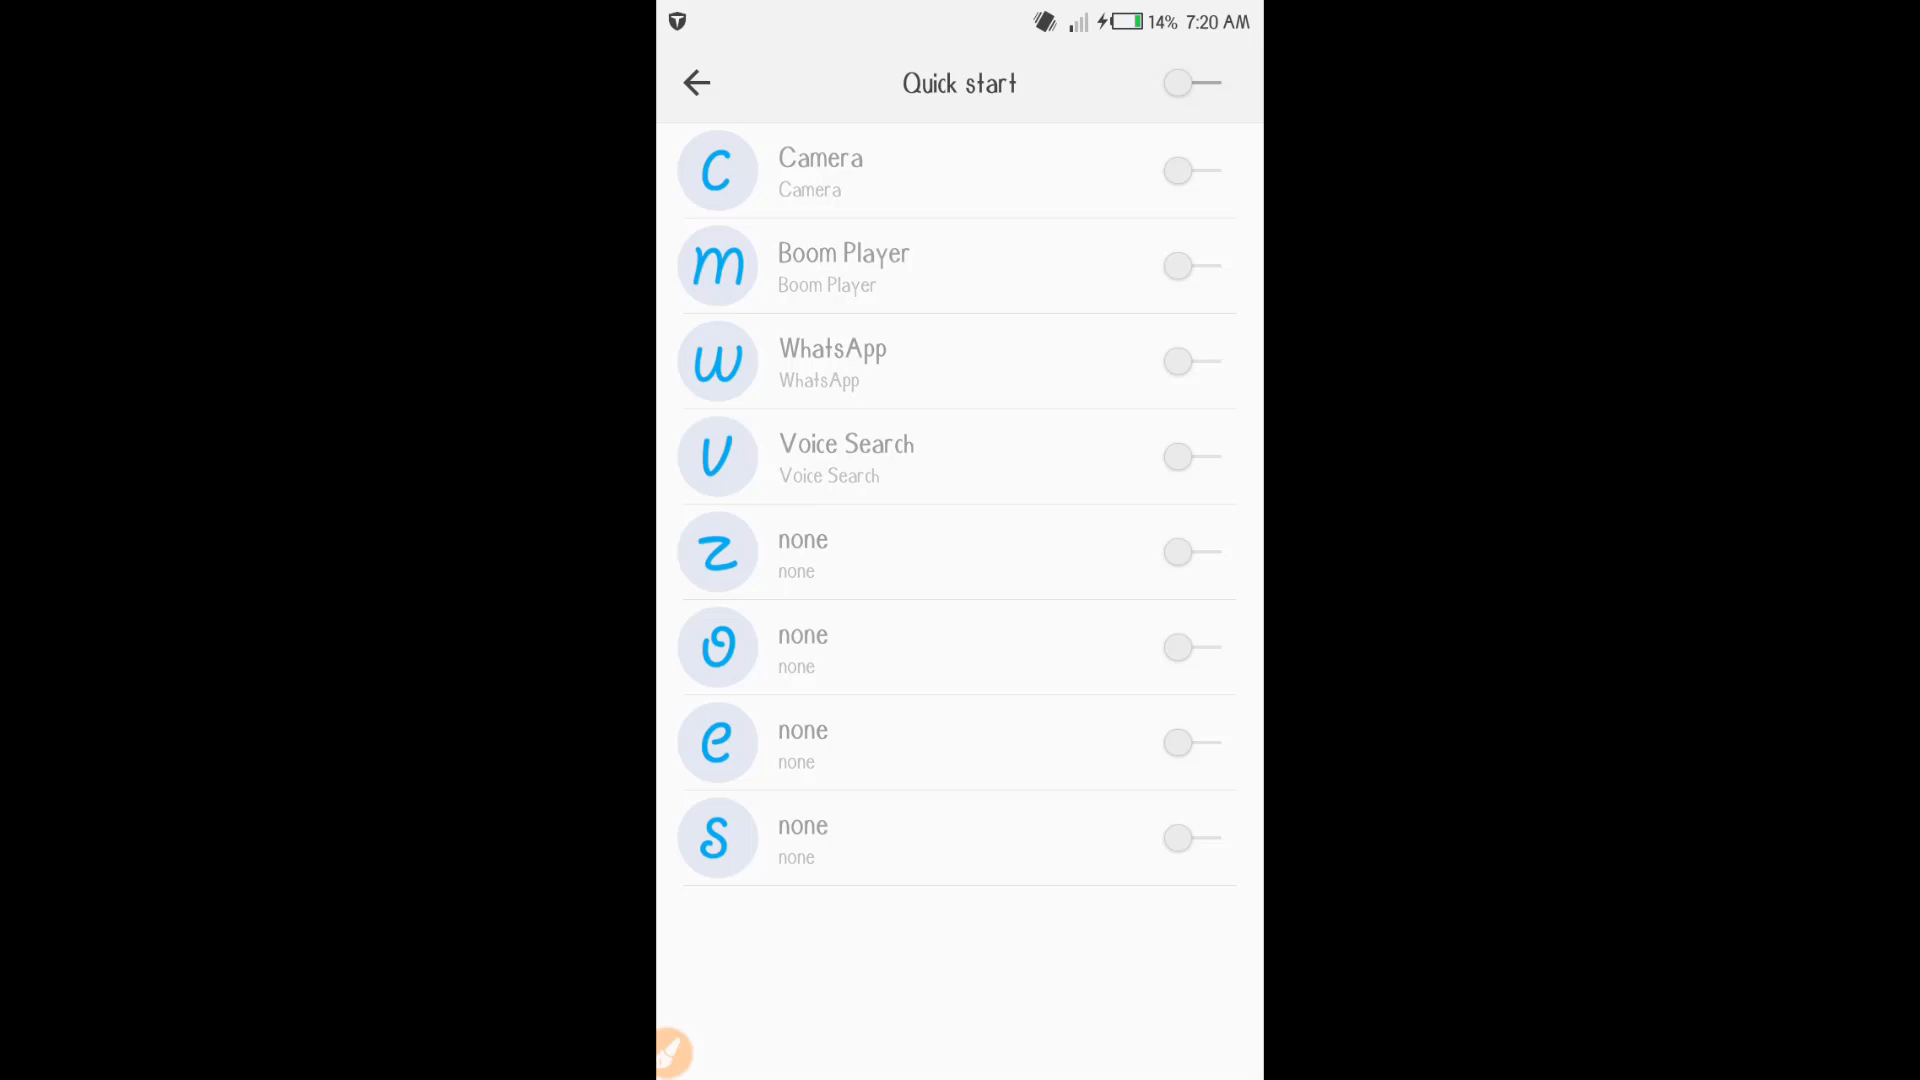 14% 7:20 AM
Quick start
C
Camera
Camera
m
Boom Player
Boom Player
w
WhatsApp
WhatsApp
v
Voice Search
Voice Search
z
none
none
o
none
none
e
none
none
s
none
none